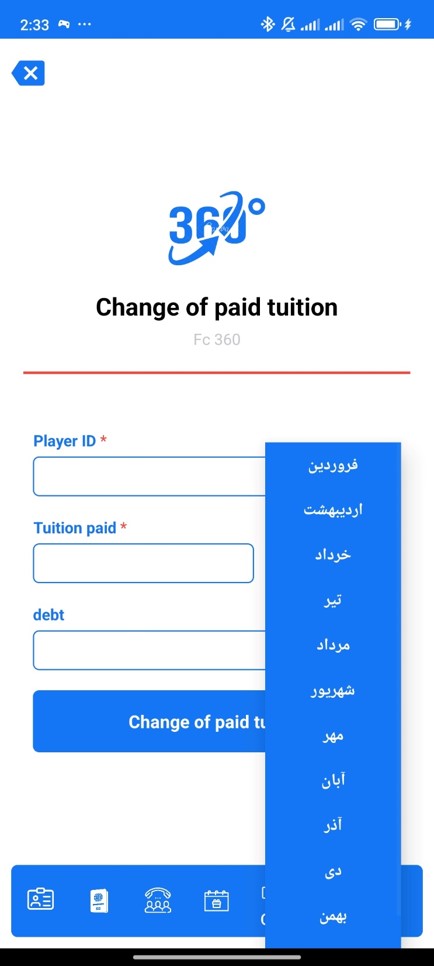 2:33
360°
Change of paid tuition
Fc 360
Player ID *
Tuition paid *
debt
Change of paid tu
فروردین
اردیبهشت
خرداد
تیر
مرداد
شهریور
مهر
آبان
آذر
دی
بهمن